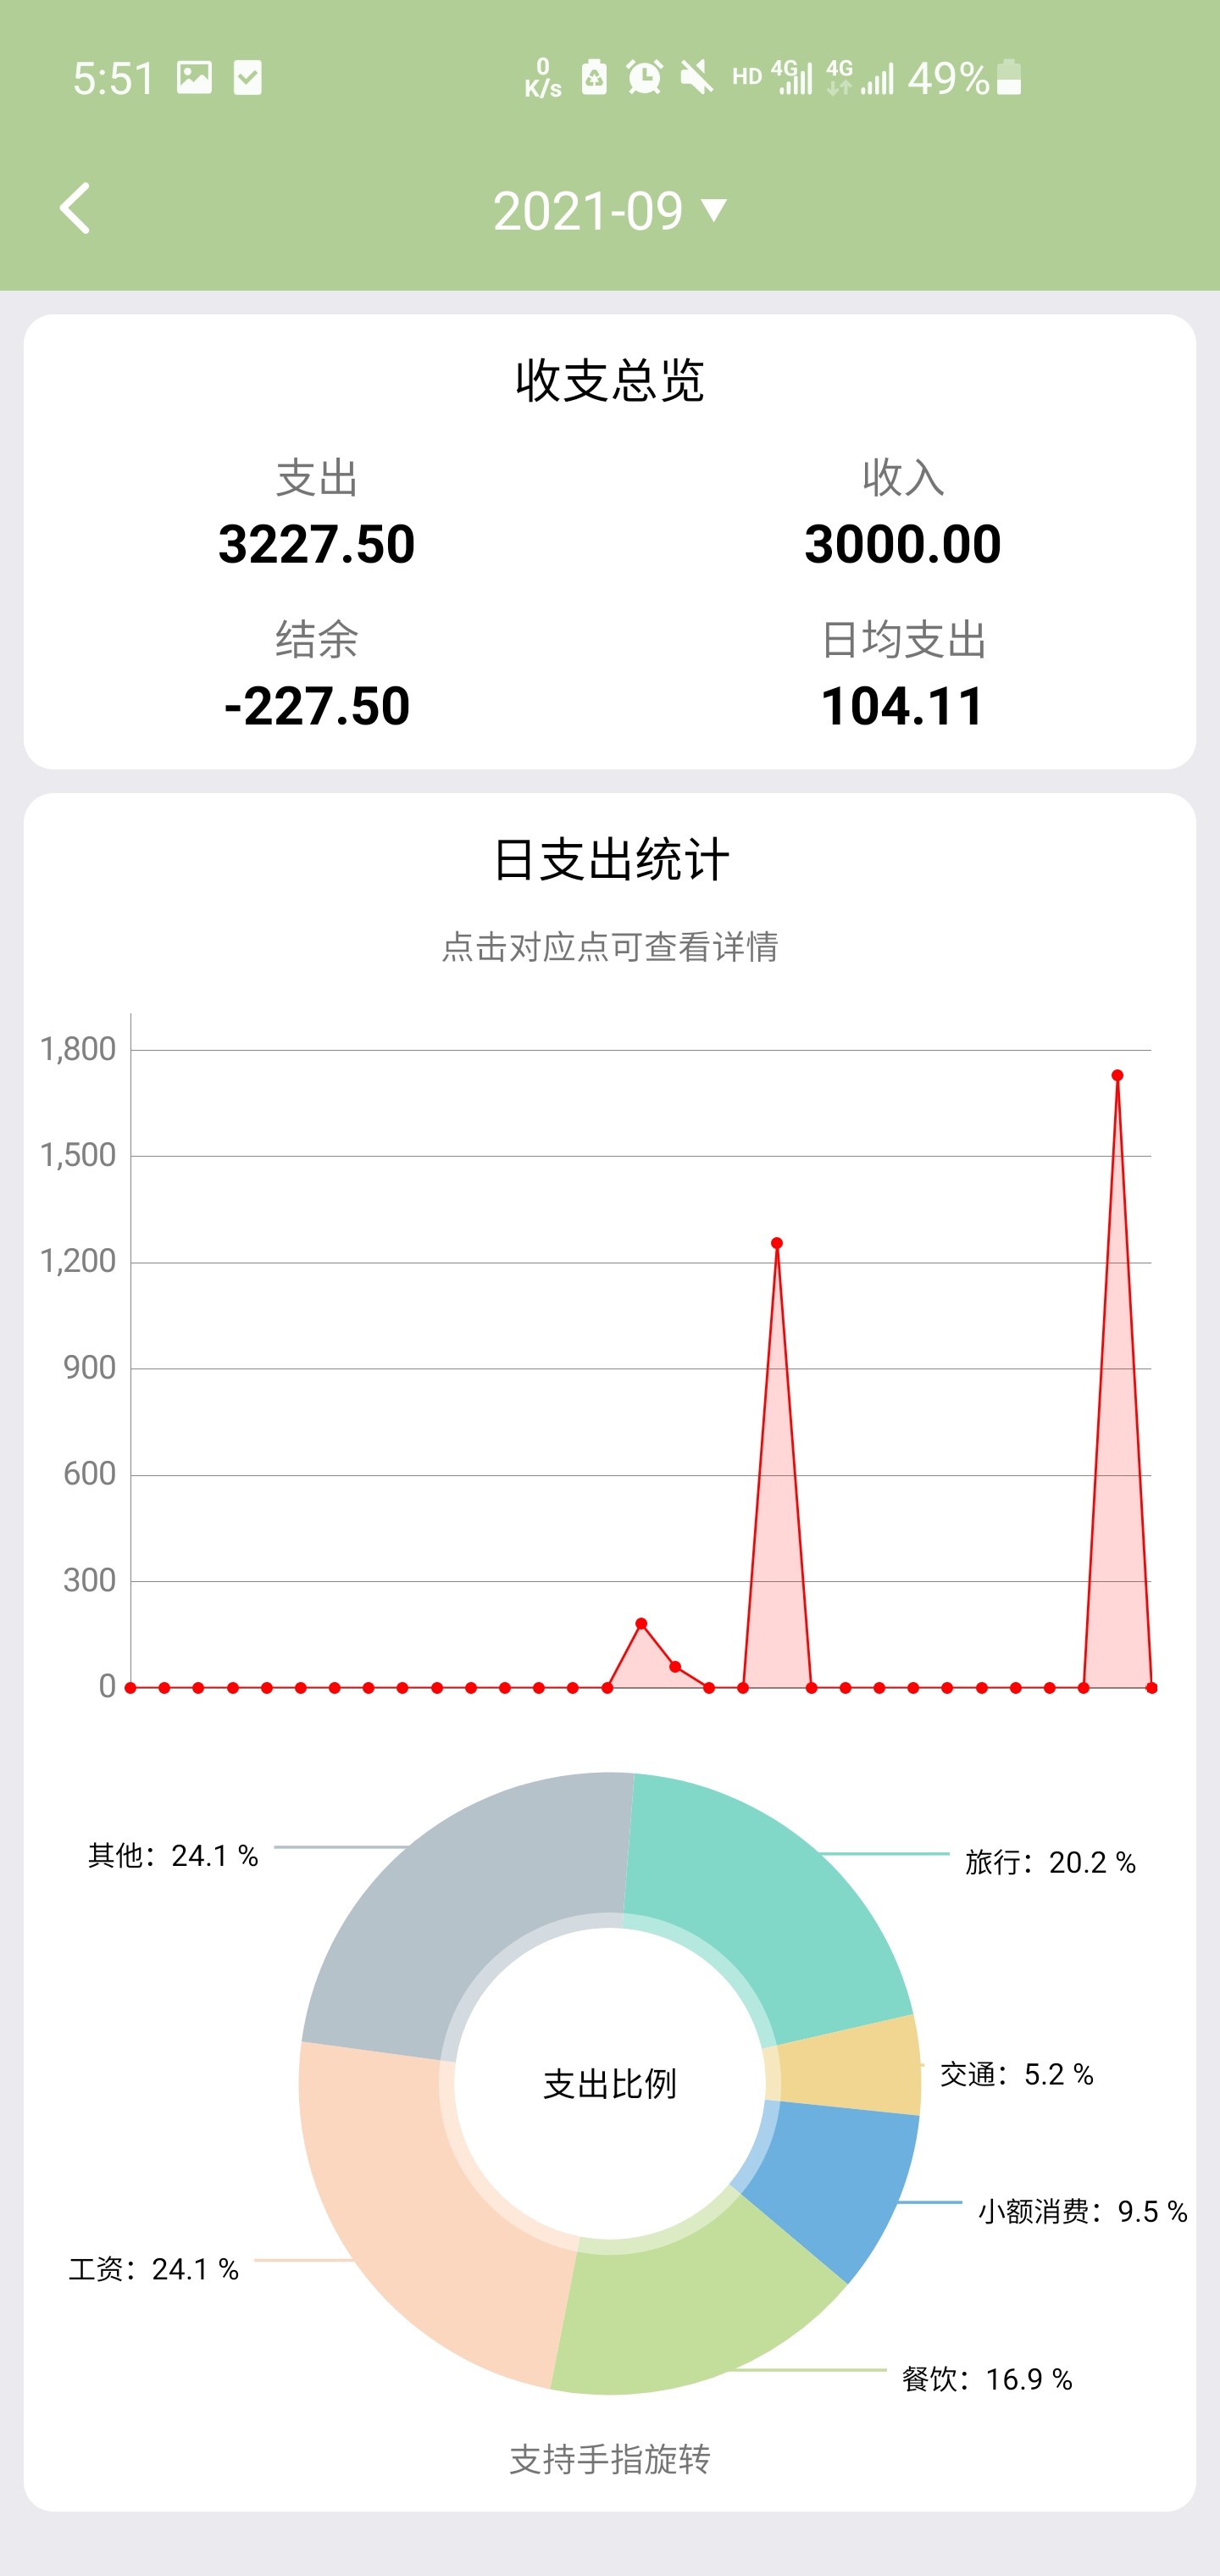 5:51
0 K/s HD 4G 4G 49%
2021-09
收支总览
支出 收入
3227.50 3000.00
结余 日均支出
-227.50 104.11
日支出统计
点击对应点可查看详情
1,800
1,500
1,200
900
600
300
0
其他：24.1 %
旅行：20.2 %
交通：5.2 %
支出比例
小额消费：9.5 %
工资：24.1 %
餐饮：16.9 %
支持手指旋转